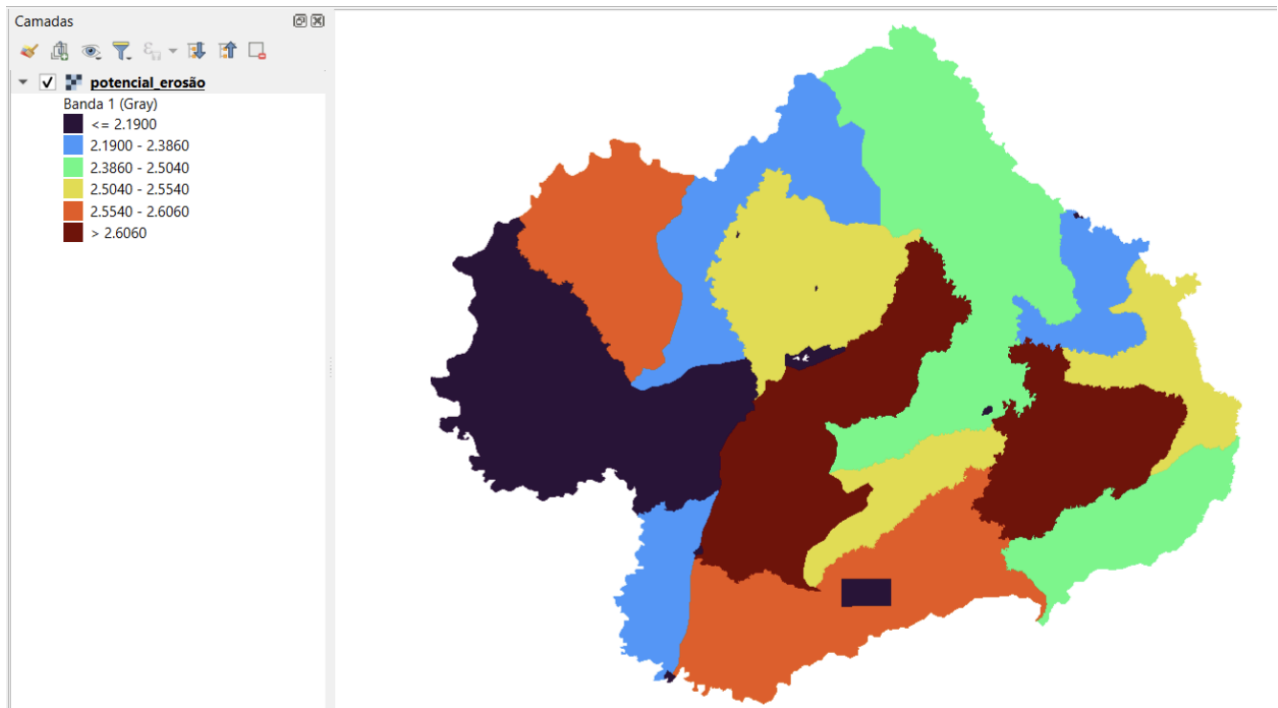 Camadas
potencial_erosão
Banda 1 (Gray)
<= 2.1900
2.1900 - 2.3860
2.3860 - 2.5040
2.5040 - 2.5540
2.5540 - 2.6060
> 2.6060